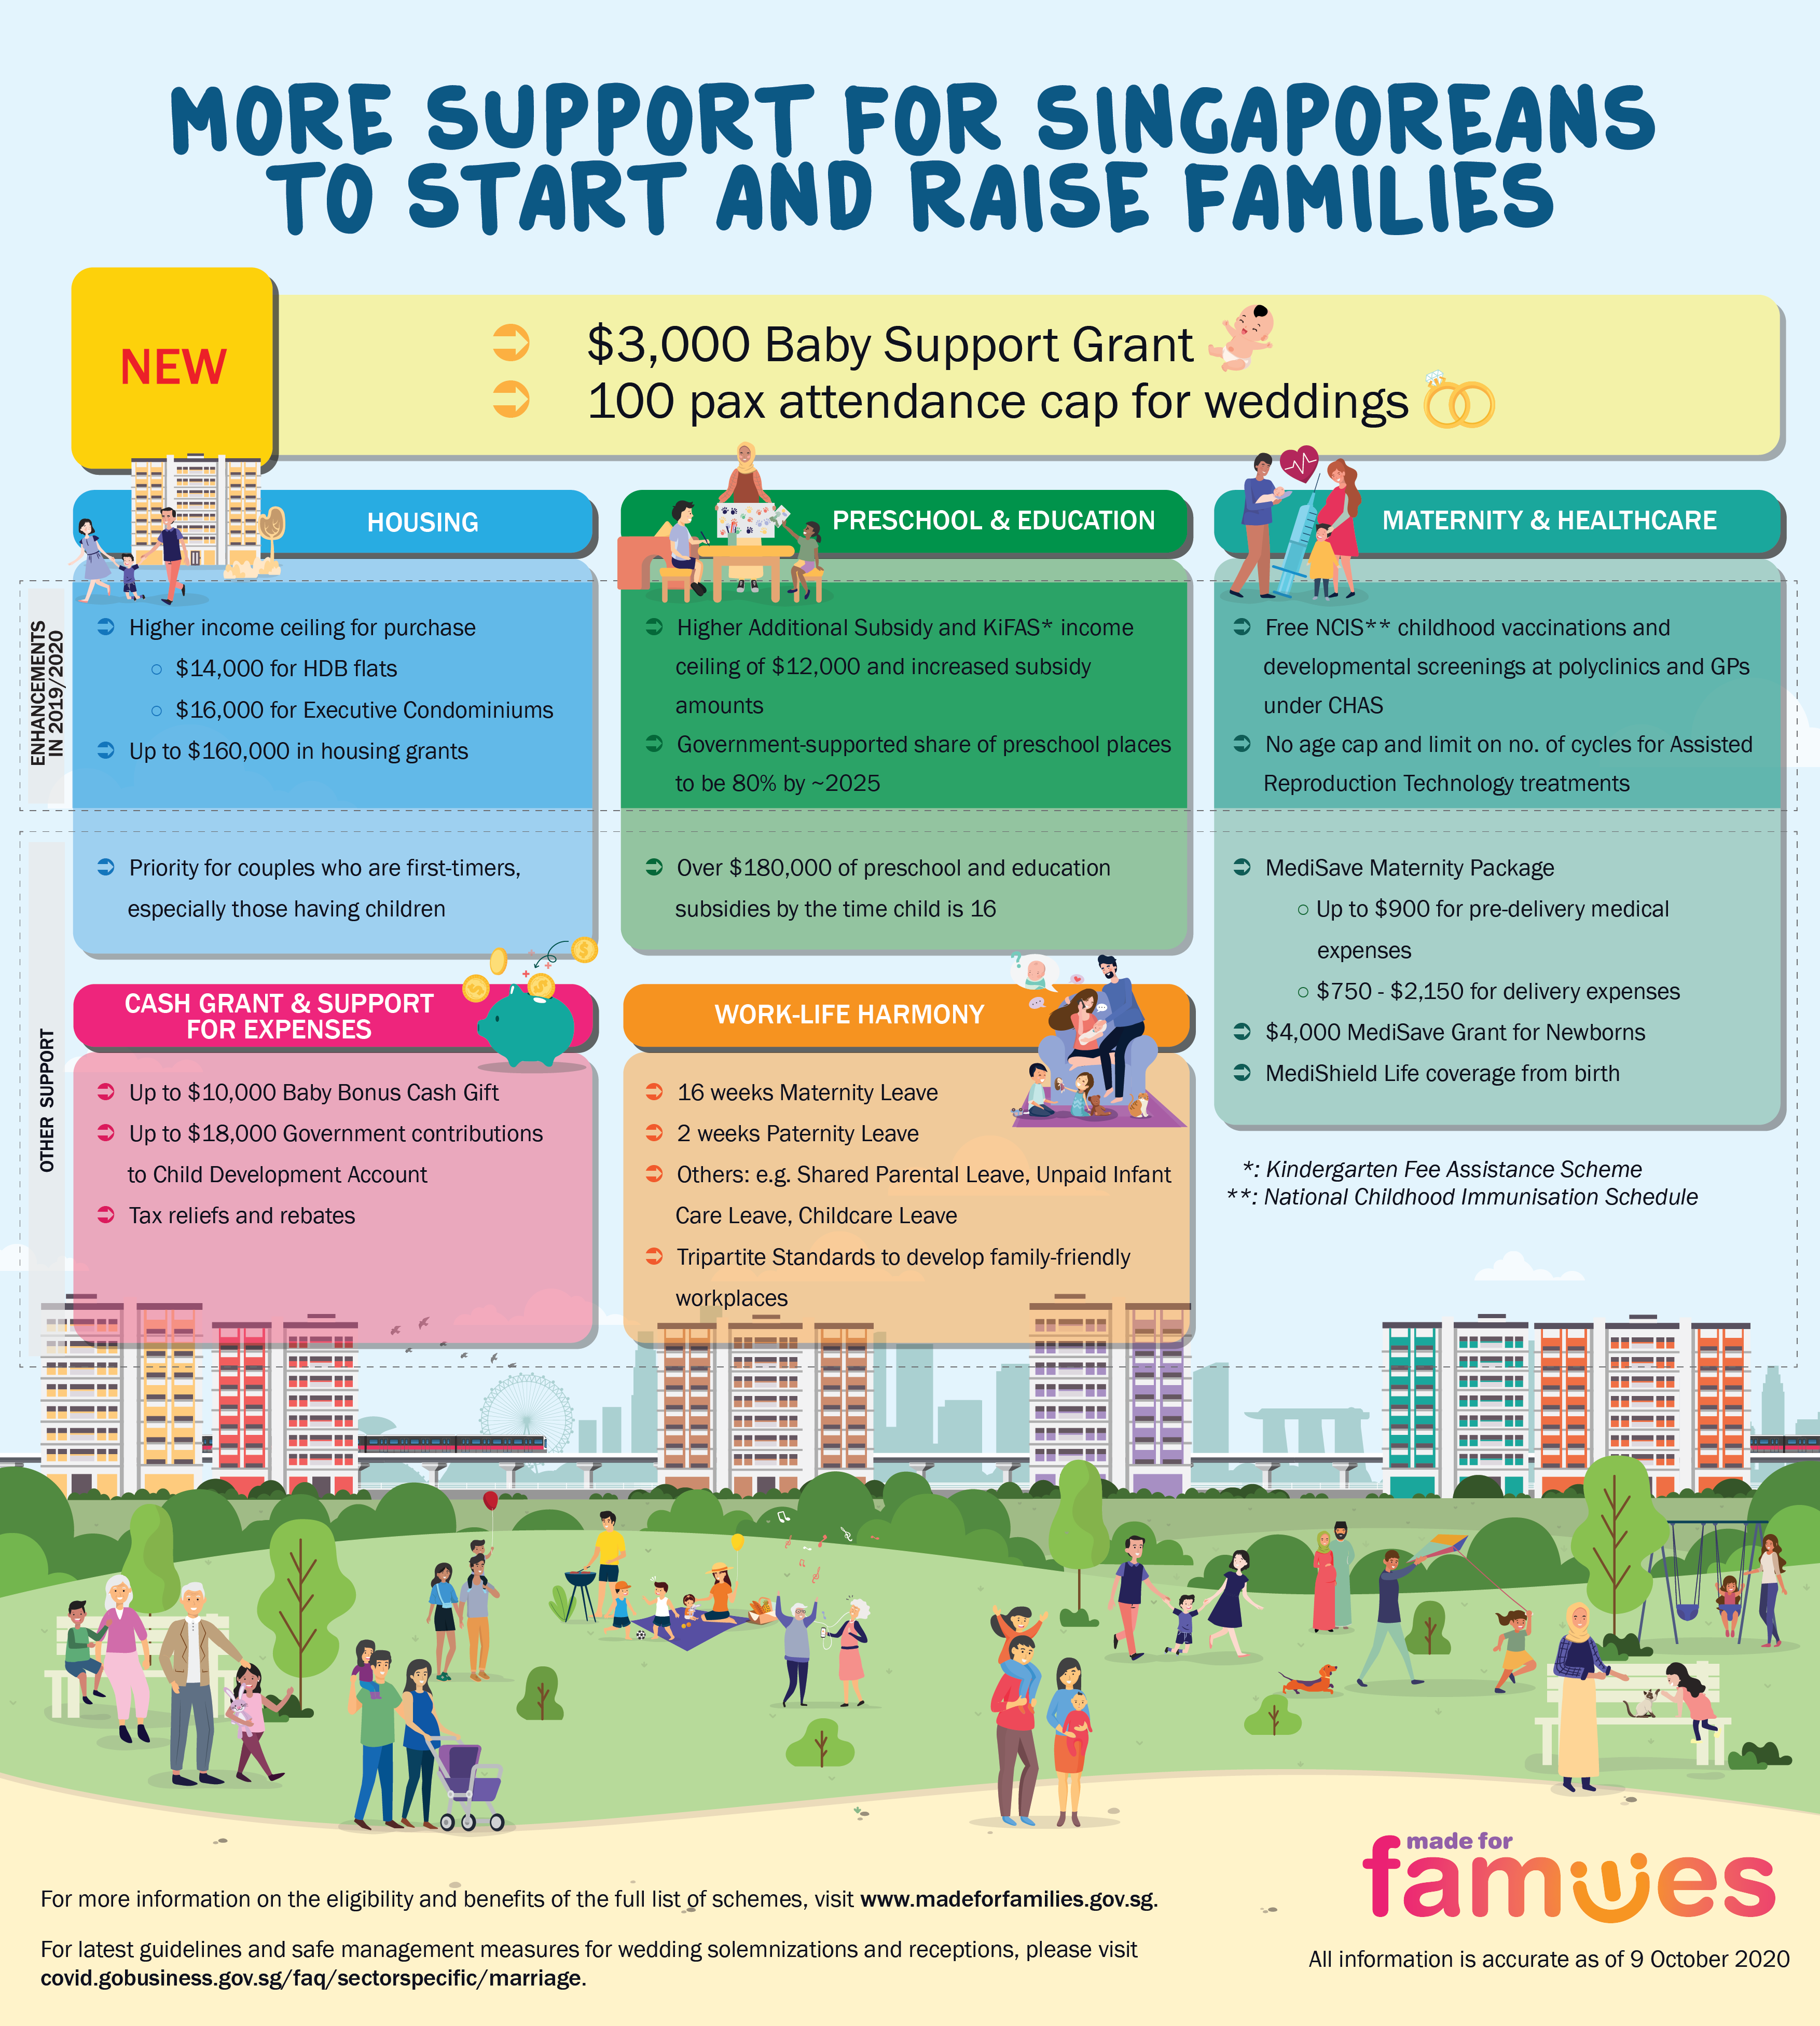 MORE SUPPORT FOR SINGAPOREANS
TO START AND RAISE FAMILIES
NEW
$3,000 Baby Support Grant
100 pax attendance cap for weddings
HOUSING
ENHANCEMENTS
IN 2019/2020
Higher income ceiling for purchase
$14,000 for HDB flats
$16,000 for Executive Condominiums
Up to $160,000 in housing grants
OTHER SUPPORT
Priority for couples who are first-timers,
especially those having children
PRESCHOOL & EDUCATION
Higher Additional Subsidy and KiFAS* income
ceiling of $12,000 and increased subsidy
amounts
Government-supported share of preschool places
to be 80% by ~2025
Over $180,000 of preschool and education
subsidies by the time child is 16
MATERNITY & HEALTHCARE
Free NCIS** childhood vaccinations and
developmental screenings at polyclinics and GPs
under CHAS
No age cap and limit on no. of cycles for Assisted
Reproduction Technology treatments
MediSave Maternity Package
Up to $900 for pre-delivery medical
expenses
$750 - $2,150 for delivery expenses
$4,000 MediSave Grant for Newborns
MediShield Life coverage from birth
CASH GRANT & SUPPORT
FOR EXPENSES
Up to $10,000 Baby Bonus Cash Gift
Up to $18,000 Government contributions
to Child Development Account
Tax reliefs and rebates
WORK-LIFE HARMONY
16 weeks Maternity Leave
2 weeks Paternity Leave
Others: e.g. Shared Parental Leave, Unpaid Infant
Care Leave, Childcare Leave
Tripartite Standards to develop family-friendly
workplaces
*: Kindergarten Fee Assistance Scheme
**: National Childhood Immunisation Schedule
For more information on the eligibility and benefits of the full list of schemes, visit www.madeforfamilies.gov.sg.
For latest guidelines and safe management measures for wedding solemnizations and receptions, please visit
covid.gobusiness.gov.sg/faq/sectorspecific/marriage.
made for
families
All information is accurate as of 9 October 2020